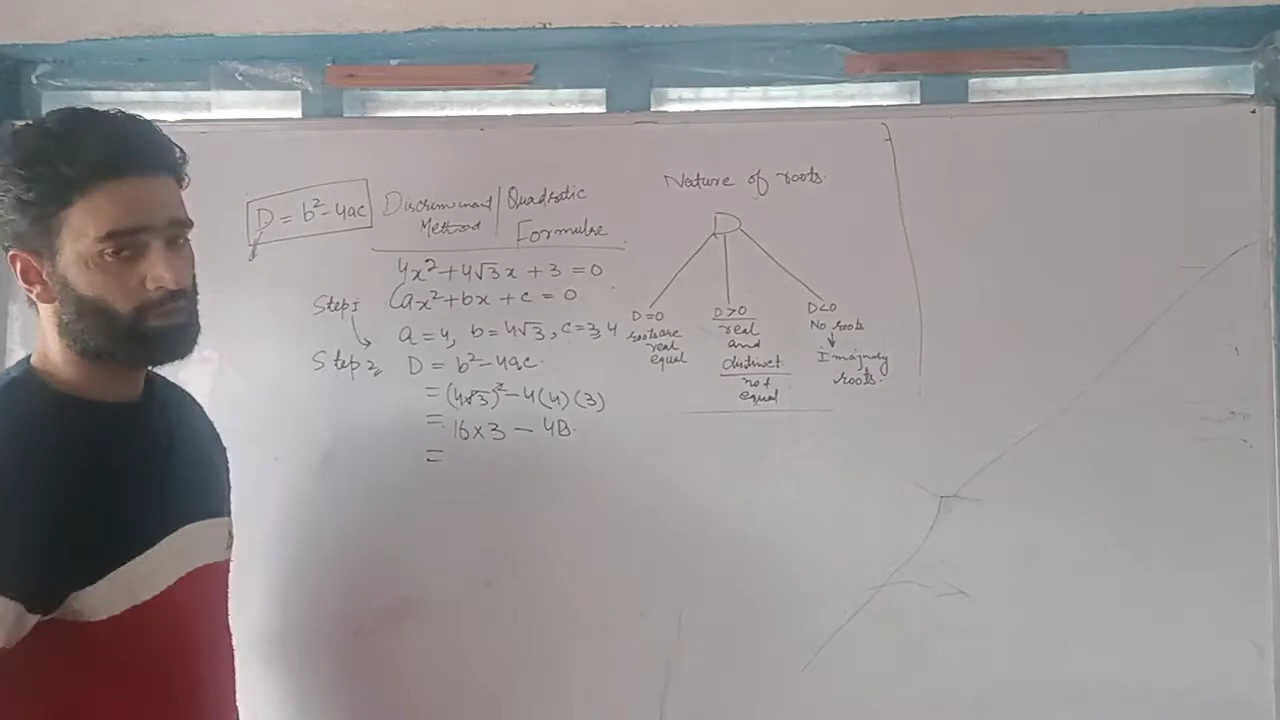 D = b²-4ac
Discriminant Method / Quadratic Formulae
4x²+4√3x + 3 = 0
Step 1
(ax²+bx + c = 0
a = 4, b = 4√3, c = 3, 4
Step 2
D = b²-4ac.
= (4√3)² - 4(4)(3)
= 16×3 - 48.
=
Nature of roots.
D
D=0
roots are
real
equal
D>0
real
and
distinct
not
equal
D<0
No roots
roots.